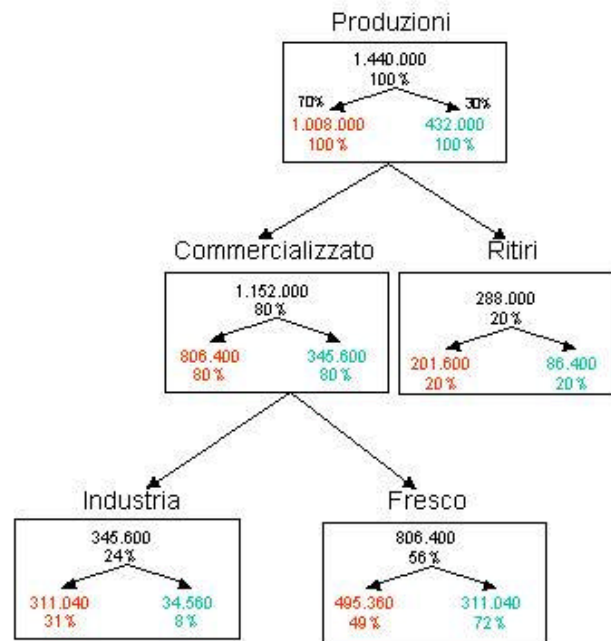 Produzioni
1.440.000
100%
70% 30%
1.008.000 432.000
100% 100%
Commercializzato Ritiri
1.152.000 288.000
80% 20%
806.400 345.600 201.600 86.400
80% 80% 20% 20%
Industria Fresco
345.600 806.400
24% 56%
311.040 34.560 495.360 311.040
31% 8% 49% 72%